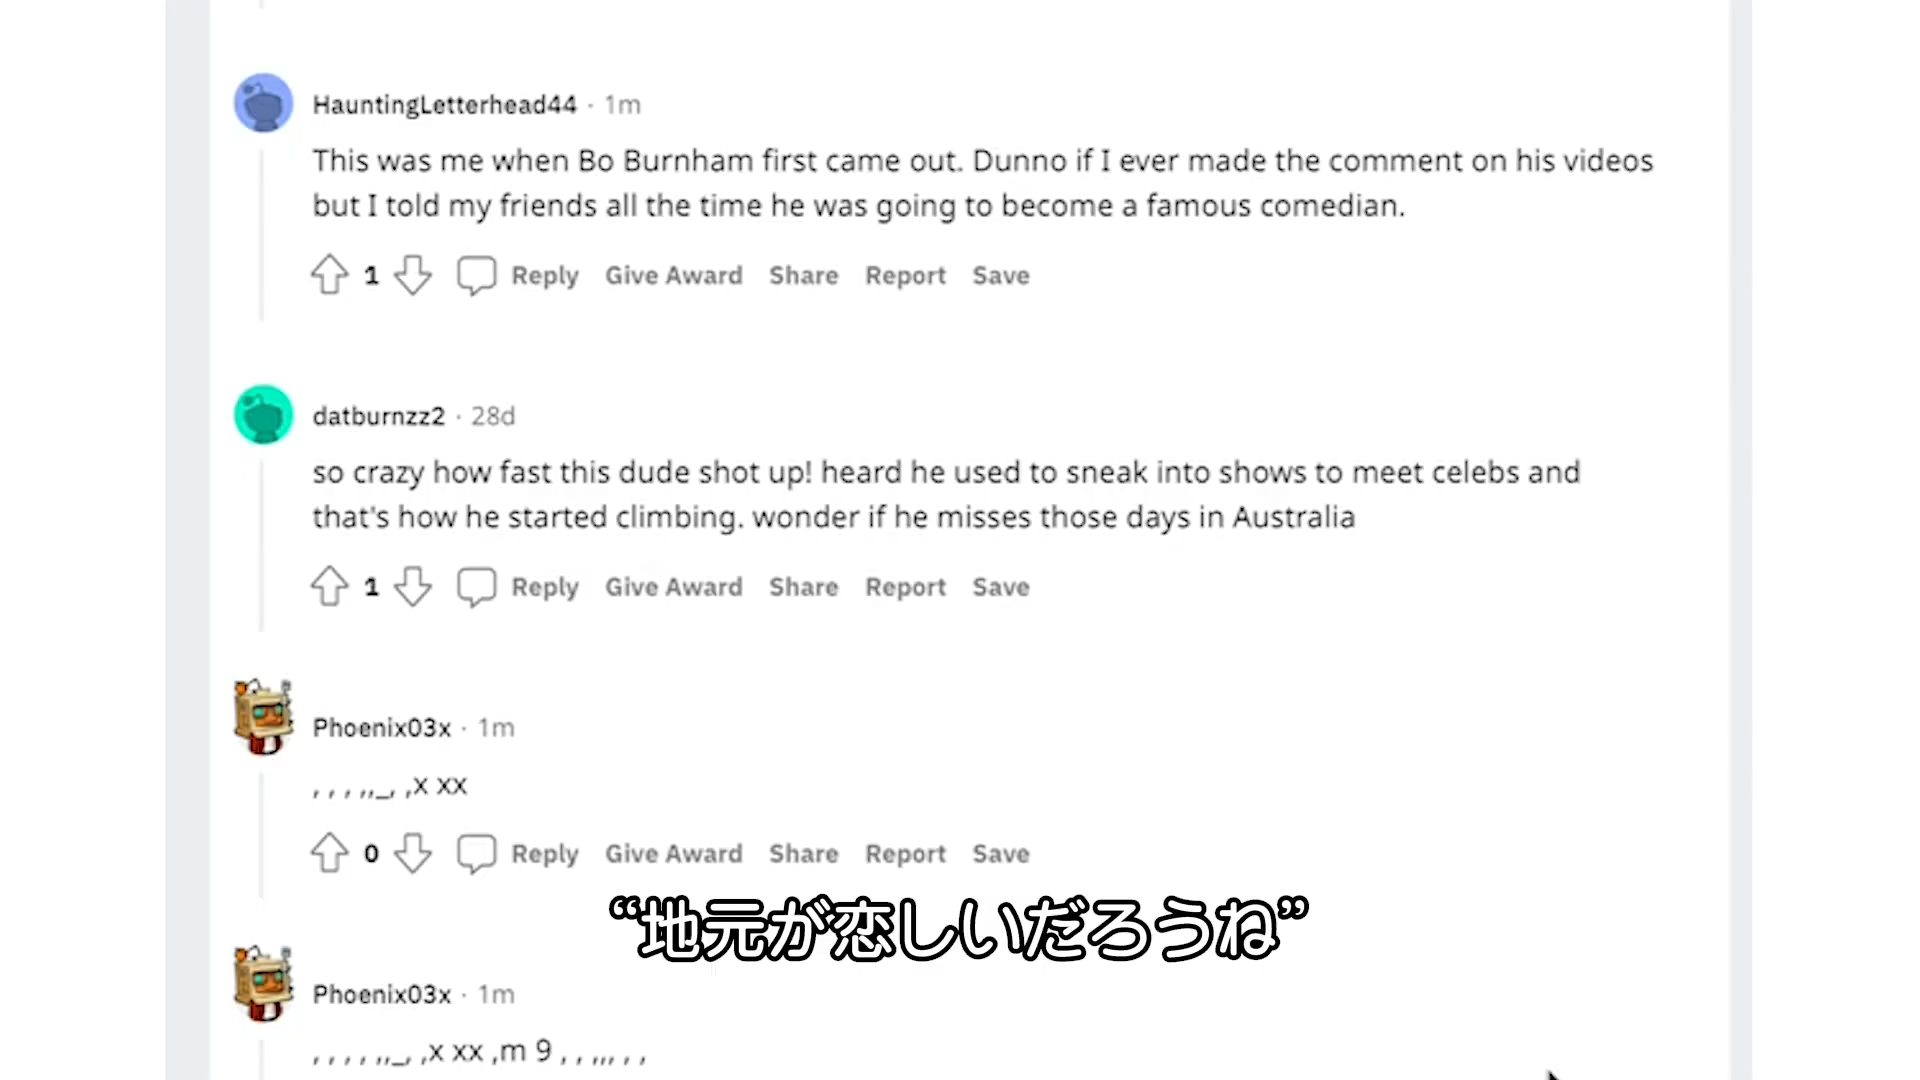 HauntingLetterhead44 · 1m
This was me when Bo Burnham first came out. Dunno if I ever made the comment on his videos
but I told my friends all the time he was going to become a famous comedian.
1 Reply Give Award Share Report Save
datburnzz2 · 28d
so crazy how fast this dude shot up! heard he used to sneak into shows to meet celebs and
that's how he started climbing. wonder if he misses those days in Australia
1 Reply Give Award Share Report Save
Phoenix03x · 1m
, , , ,,_, ,x xx
0 Reply Give Award Share Report Save
“地元が恋しいだろうね”
Phoenix03x · 1m
, , , , ,,_, ,x xx ,m 9 , , ,,, , ,